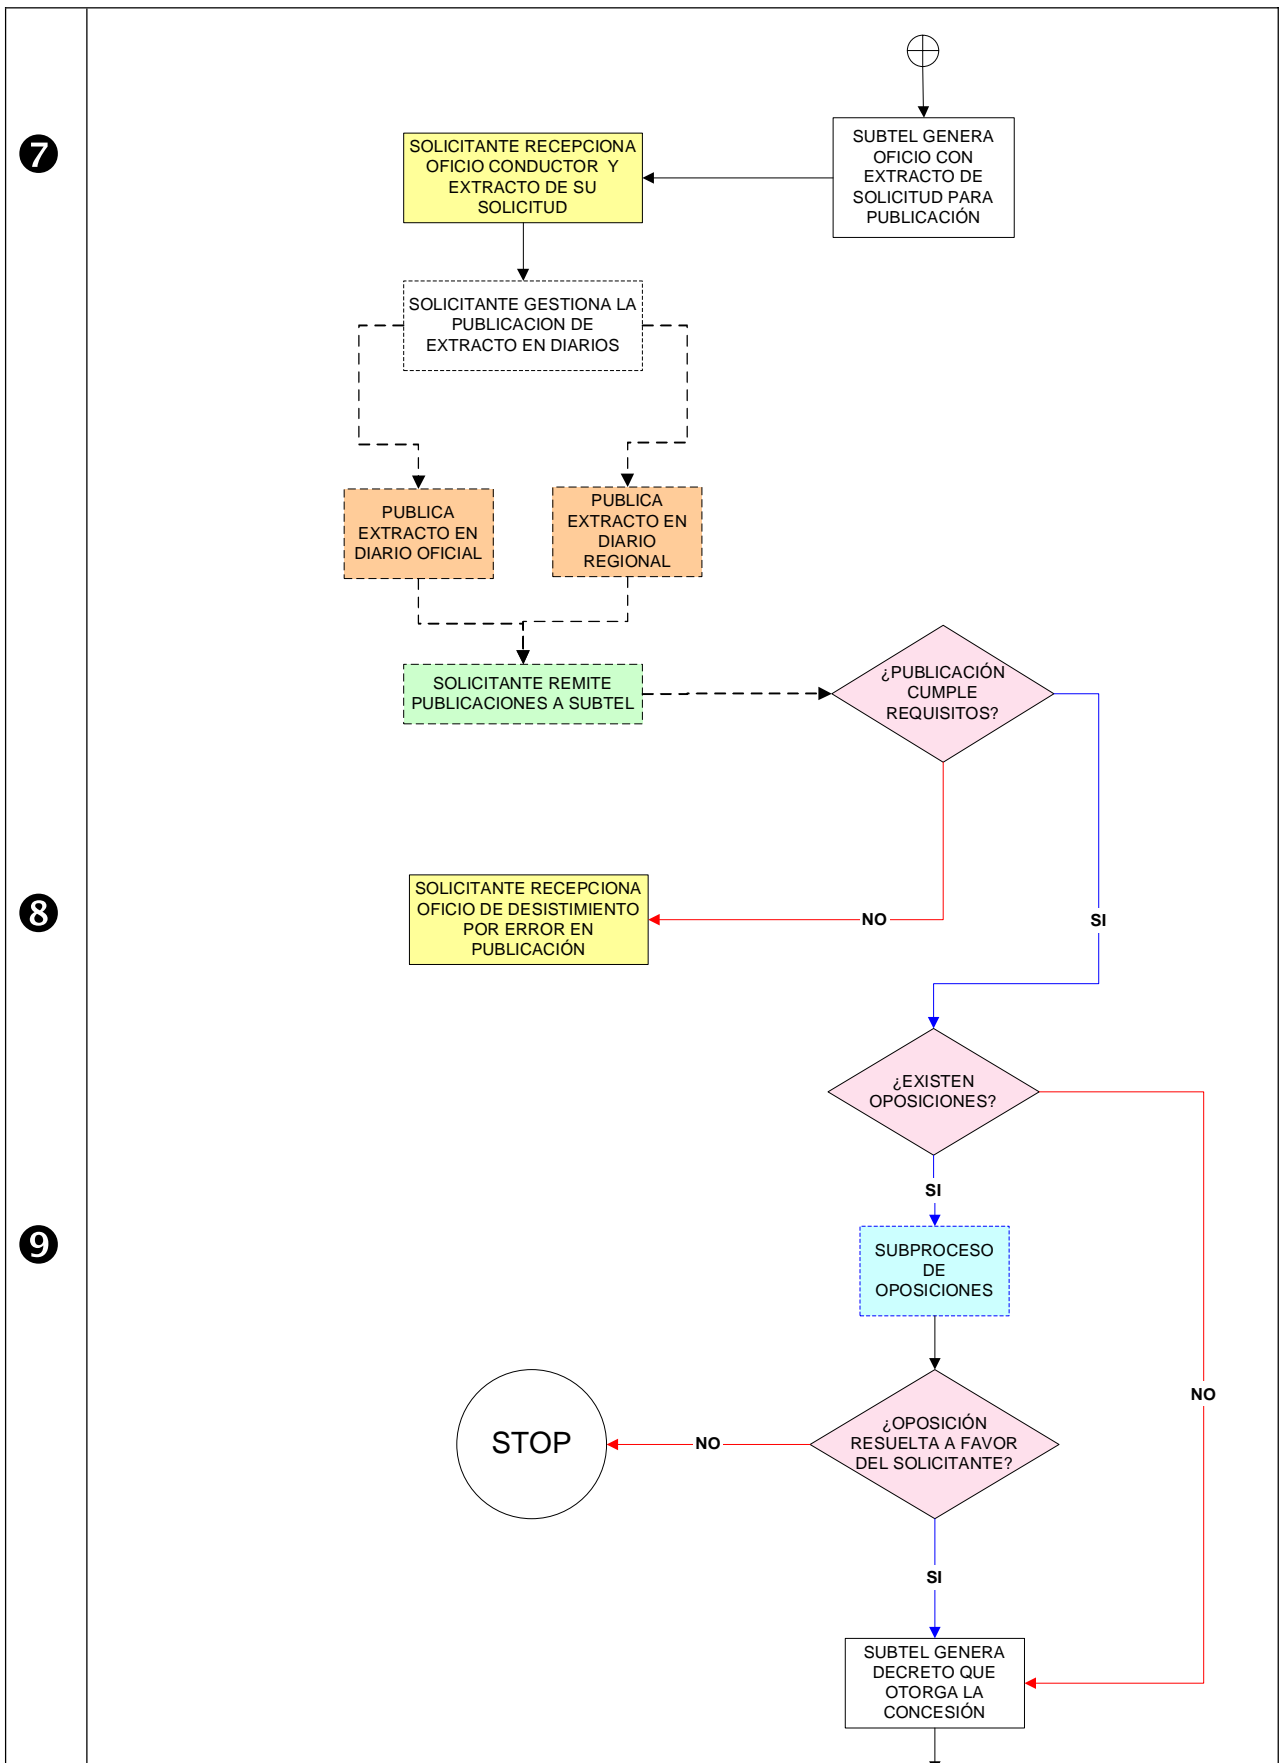 ❼
SUBTEL GENERA
OFICIO CON
EXTRACTO DE
SOLICITUD PARA
PUBLICACIÓN
SOLICITANTE RECEPCIONA
OFICIO CONDUCTOR Y
EXTRACTO DE SU
SOLICITUD
SOLICITANTE GESTIONA LA
PUBLICACION DE
EXTRACTO EN DIARIOS
PUBLICA
EXTRACTO EN
DIARIO OFICIAL
PUBLICA
EXTRACTO EN
DIARIO
REGIONAL
SOLICITANTE REMITE
PUBLICACIONES A SUBTEL
¿PUBLICACIÓN
CUMPLE
REQUISITOS?
❽
SOLICITANTE RECEPCIONA
OFICIO DE DESISTIMIENTO
POR ERROR EN
PUBLICACIÓN
NO
SI
¿EXISTEN
OPOSICIONES?
SI
❾
SUBPROCESO
DE
OPOSICIONES
NO
¿OPOSICIÓN
RESUELTA A FAVOR
DEL SOLICITANTE?
NO
STOP
SI
SUBTEL GENERA
DECRETO QUE
OTORGA LA
CONCESIÓN